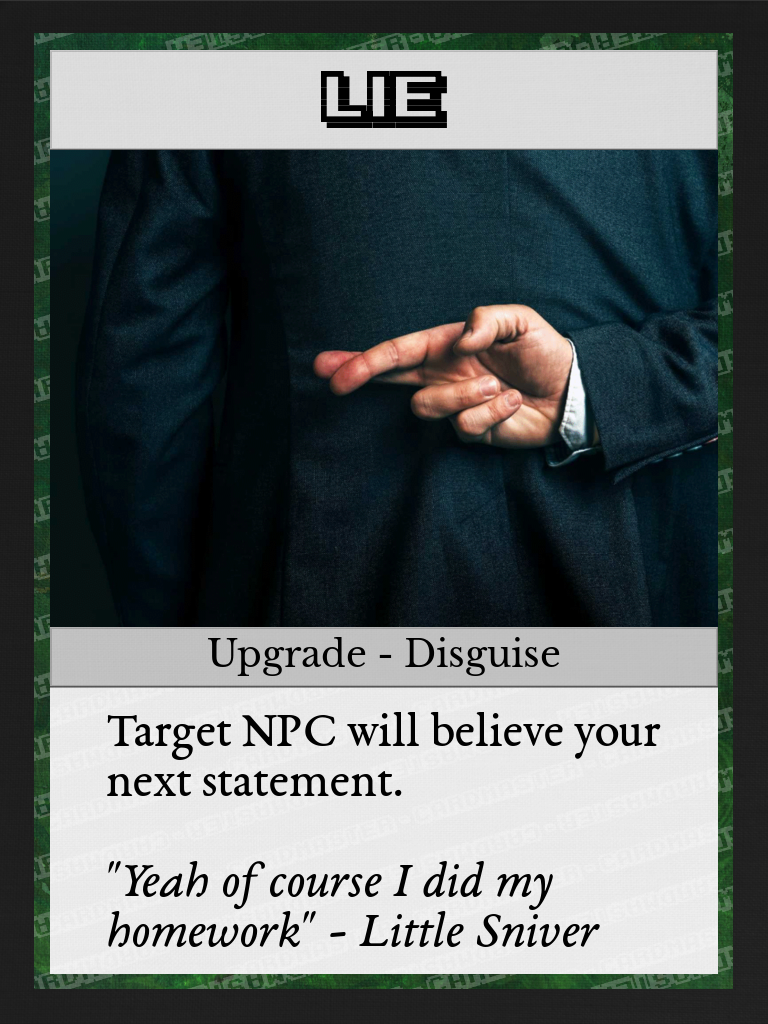 LIE
Upgrade - Disguise
Target NPC will believe your
next statement.
"Yeah of course I did my
homework" - Little Sniver